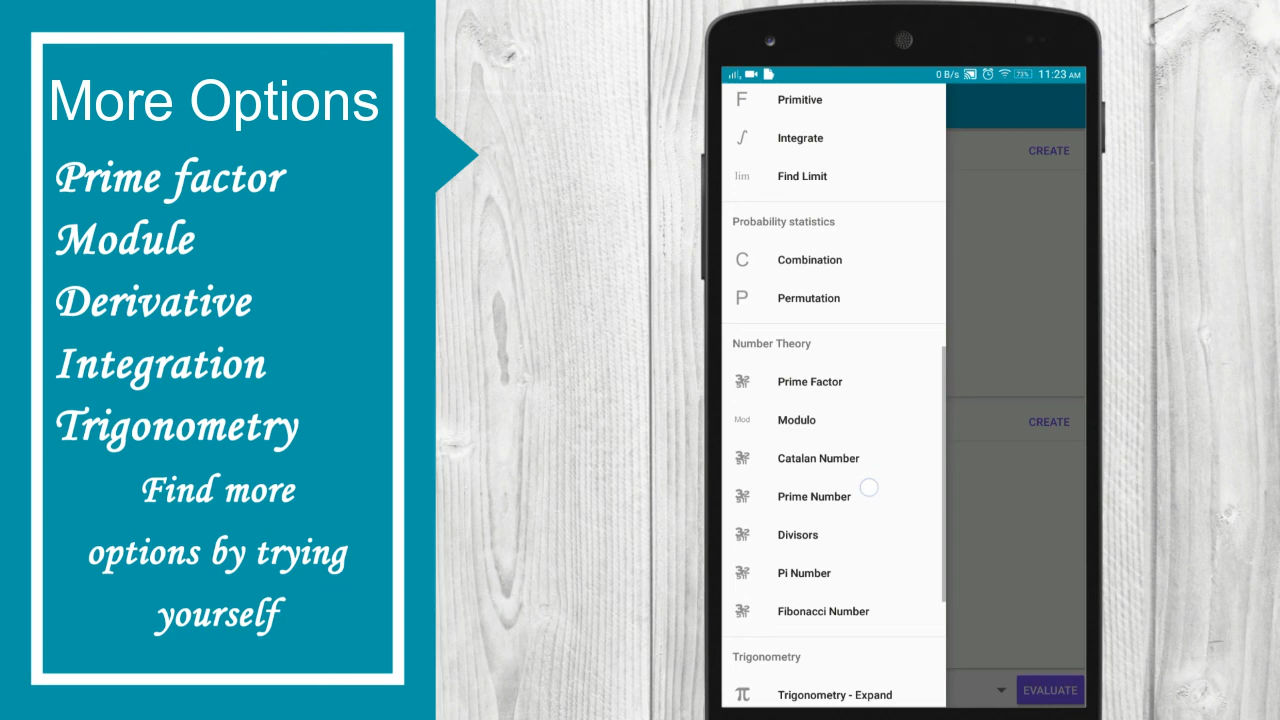 More Options
Prime factor
Module
Derivative
Integration
Trigonometry
Find more
options by trying
yourself
0 B/s 73% 11:23 AM
F Primitive
∫ Integrate
lim Find Limit
Probability statistics
C Combination
P Permutation
Number Theory
Prime Factor
Mod Modulo
Catalan Number
Prime Number
Divisors
Pi Number
Fibonacci Number
Trigonometry
π Trigonometry - Expand
CREATE
CREATE
EVALUATE